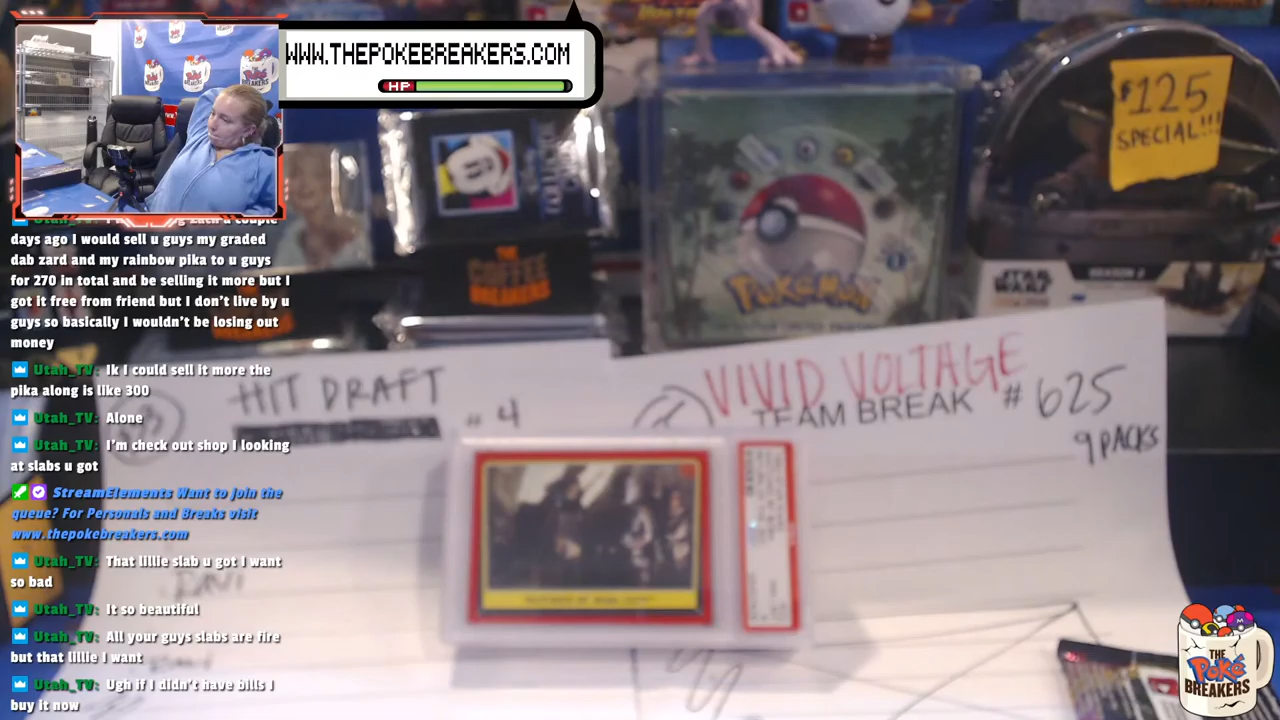 WWW.THEPOKEBREAKERS.COM
HP
$125
SPECIAL!!!
THE
COFFEE
BREAKERS
POKÉMON
STAR WARS
SEASON 2
days ago I would sell u guys my graded
dab zard and my rainbow pika to u guys
for 270 in total and be selling it more but I
got it free from friend but I don't live by u
guys so basically I wouldn't be losing out
money
Utah_TV: Ik I could sell it more the
pika along is like 300
Utah_TV: Alone
Utah_TV: I'm check out shop I looking
at slabs u got
StreamElements Want to join the
queue? For Personals and Breaks visit
www.thepokebreakers.com
Utah_TV: That lillie slab u got I want
so bad
Utah_TV: It so beautiful
Utah_TV: All your guys slabs are fire
but that lillie I want
Utah_TV: Ugh if I didn't have bills I
buy it now
HIT DRAFT
#4
VIVID VOLTAGE
TEAM BREAK #625
9 PACKS
THE
Poké
BREAKERS